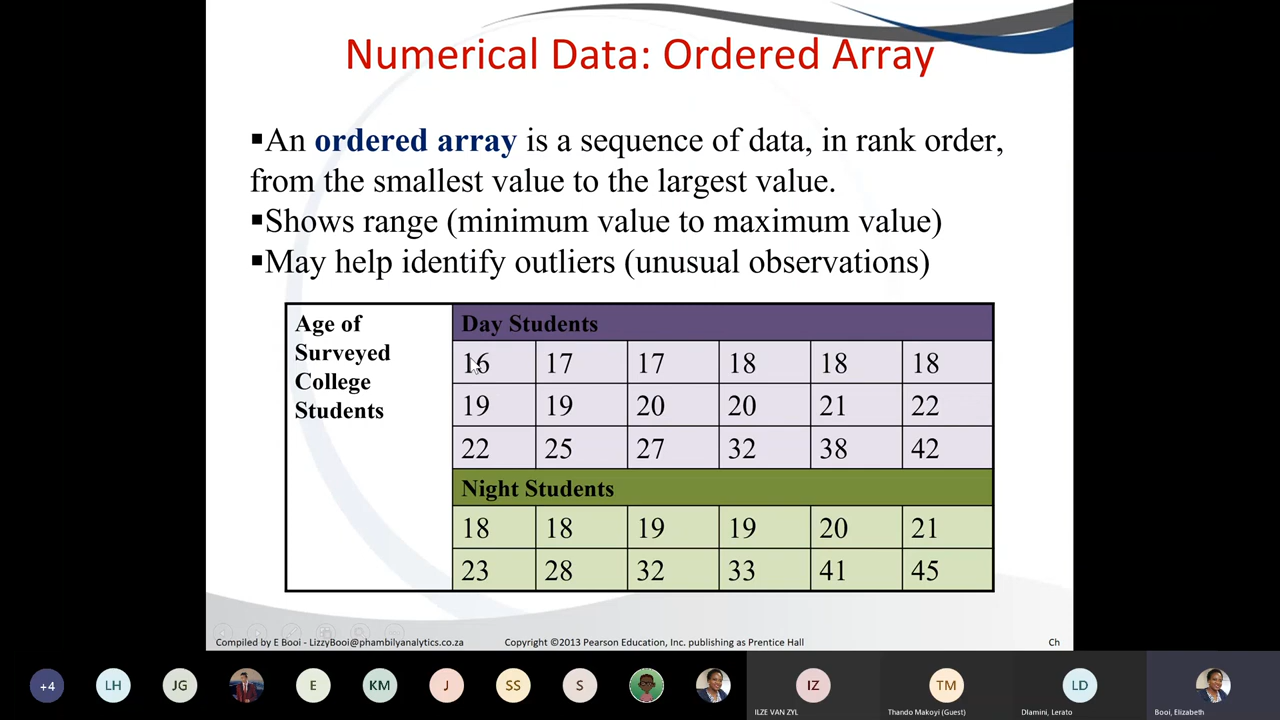 Numerical Data: Ordered Array
▪An ordered array is a sequence of data, in rank order,
from the smallest value to the largest value.
▪Shows range (minimum value to maximum value)
▪May help identify outliers (unusual observations)
Age of
Surveyed
College
Students
Day Students
16 17 17 18 18 18
19 19 20 20 21 22
22 25 27 32 38 42
Night Students
18 18 19 19 20 21
23 28 32 33 41 45
Compiled by E Booi - LizzyBooi@phambilyanalytics.co.za Copyright ©2013 Pearson Education, Inc. publishing as Prentice Hall Ch
+4 LH JG E KM J SS S IZ TM LD
ILZE VAN ZYL Thando Makoyi (Guest) Dlamini, Lerato Booi, Elizabeth